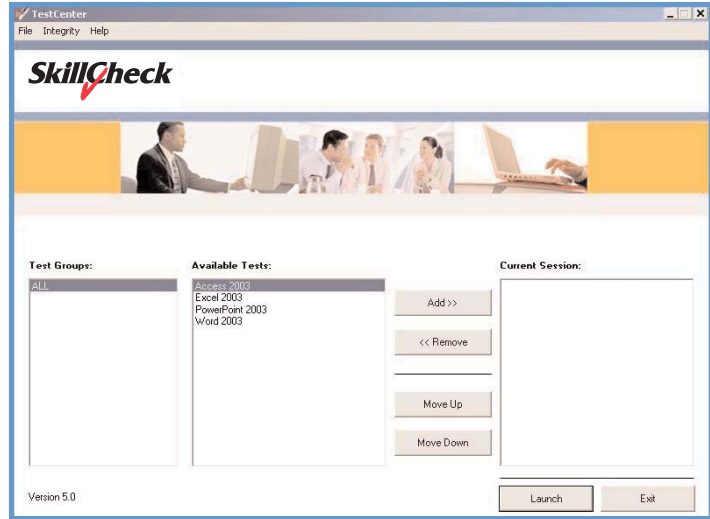 TestCenter
File Integrity Help
SkillCheck
Test Groups:
ALL
Available Tests:
Access 2003
Excel 2003
PowerPoint 2003
Word 2003
Add >>
<< Remove
Move Up
Move Down
Current Session:
Version 5.0
Launch
Exit